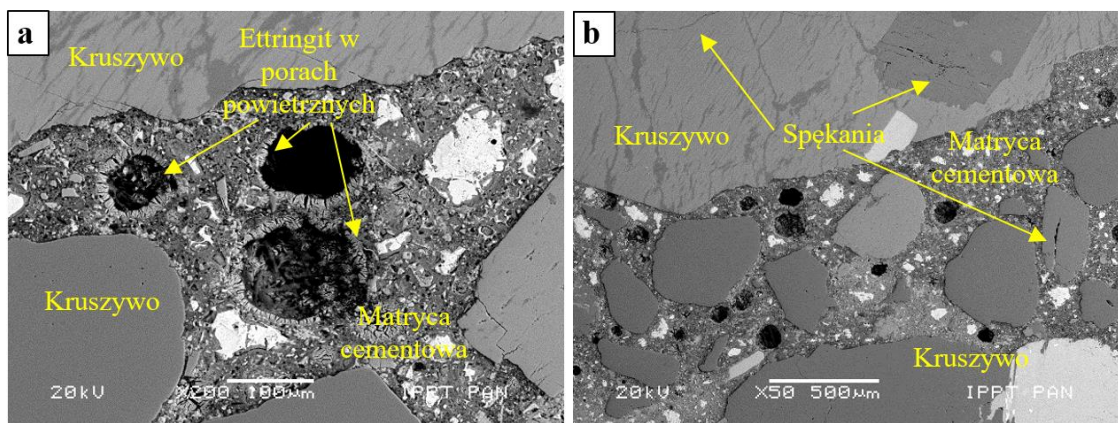 a
Kruszywo
Ettringit w
porach
powietrznych
Kruszywo
Matryca
cementowa
20kV X200 100µm IPPT PAN
b
Kruszywo
Spękania
Matryca
cementowa
Kruszywo
20kV X50 500µm IPPT PAN